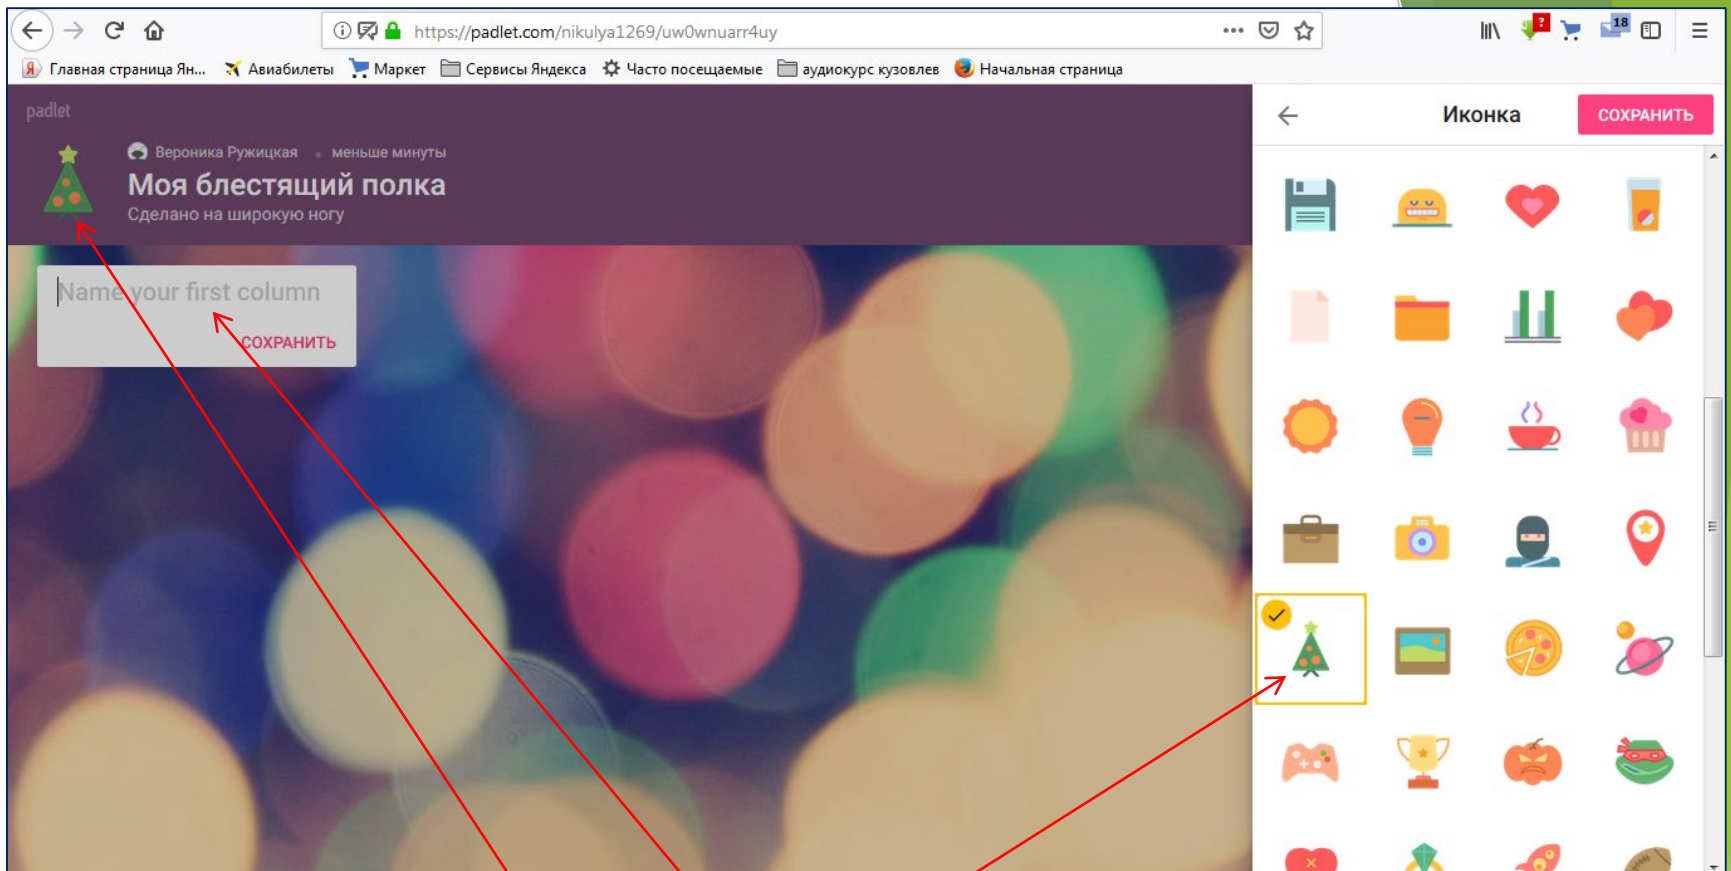 https://padlet.com/nikulya1269/uw0wnuarr4uy
18
Главная страница Ян... Авиабилеты Маркет Сервисы Яндекса Часто посещаемые аудиокурс кузовлев Начальная страница
padlet
Вероника Ружицкая • меньше минуты
Моя блестящий полка
Сделано на широкую ногу
Name your first column
СОХРАНИТЬ
Иконка
СОХРАНИТЬ